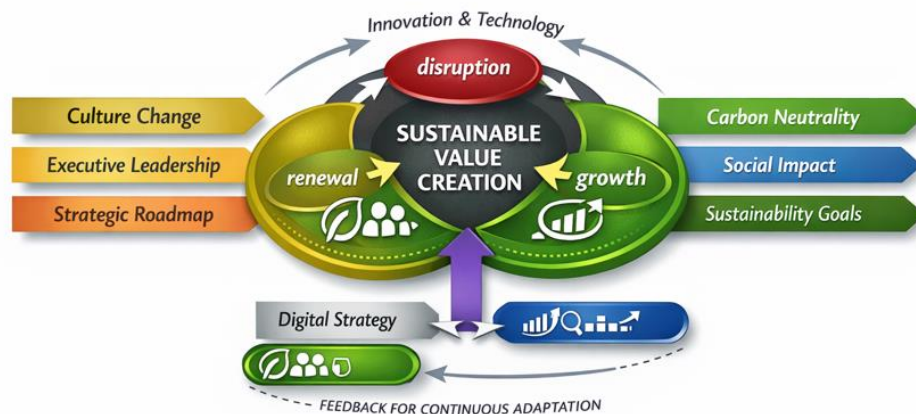 Innovation & Technology
disruption
Culture Change
Executive Leadership
Strategic Roadmap
renewal
SUSTAINABLE
VALUE
CREATION
growth
Carbon Neutrality
Social Impact
Sustainability Goals
Digital Strategy
FEEDBACK FOR CONTINUOUS ADAPTATION